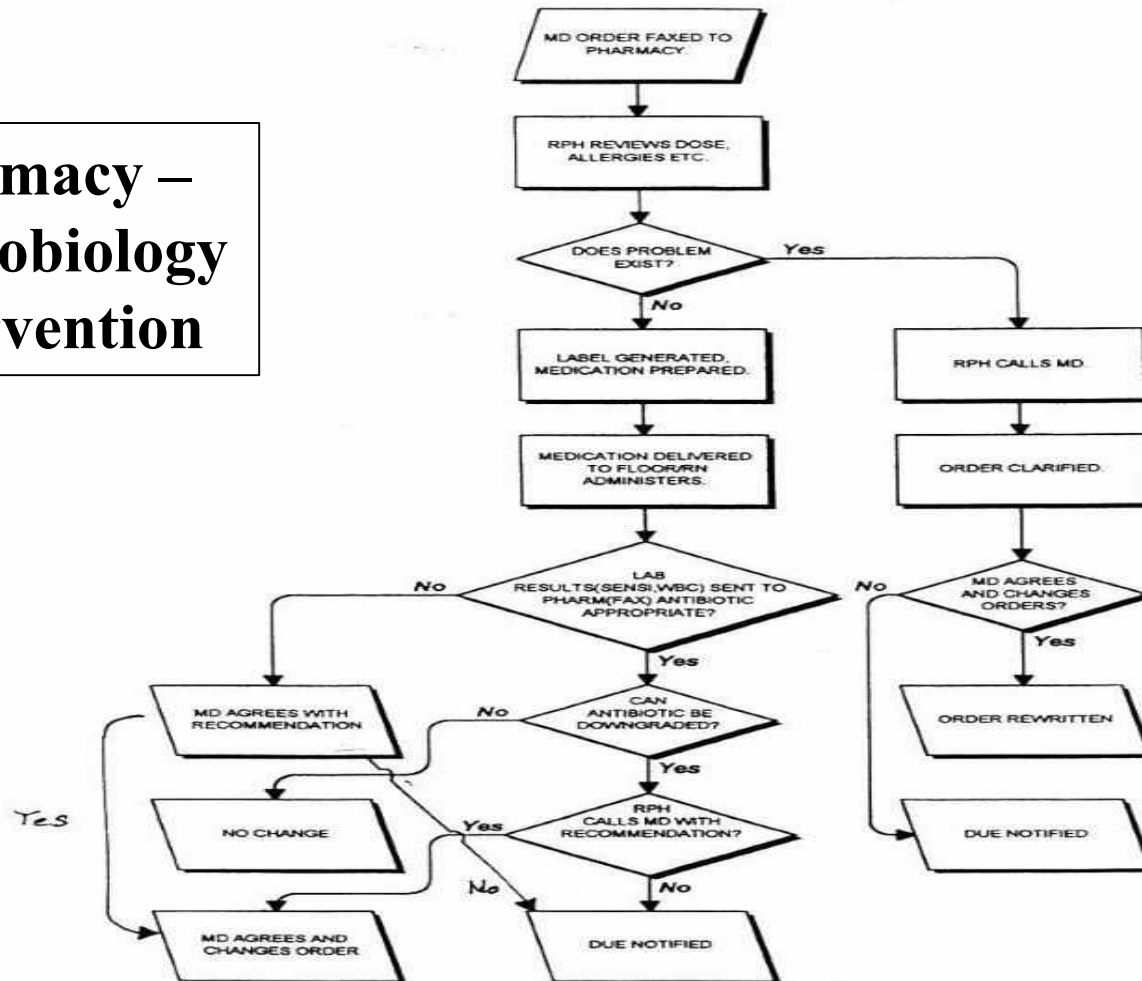 macy –
obiology
vention
MD ORDER FAXED TO
PHARMACY.
RPH REVIEWS DOSE,
ALLERGIES ETC.
DOES PROBLEM
EXIST?
Yes
No
LABEL GENERATED,
MEDICATION PREPARED.
RPH CALLS MD.
MEDICATION DELIVERED
TO FLOOR/RN
ADMINISTERS.
ORDER CLARIFIED.
LAB
RESULTS(SENSI,WBC) SENT TO
PHARM(FAX) ANTIBIOTIC
APPROPRIATE?
No
Yes
MD AGREES
AND CHANGES
ORDERS?
No
Yes
MD AGREES WITH
RECOMMENDATION
CAN
ANTIBIOTIC BE
DOWNGRADED?
No
Yes
ORDER REWRITTEN
Yes
NO CHANGE
RPH
CALLS MD WITH
RECOMMENDATION?
Yes
No
No
DUE NOTIFIED
MD AGREES AND
CHANGES ORDER
DUE NOTIFIED